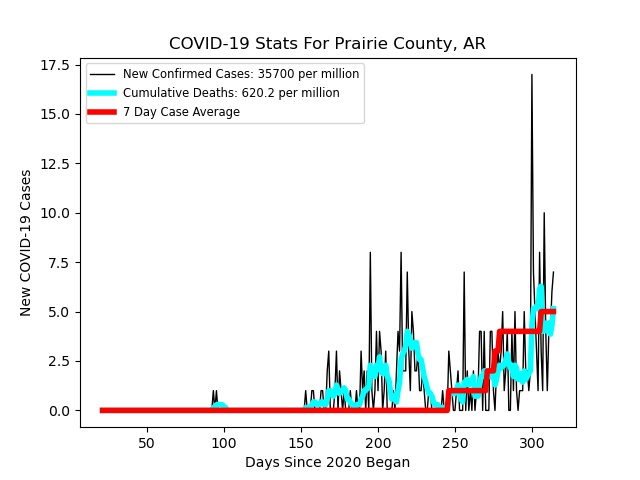 COVID-19 Stats For Prairie County, AR
New Confirmed Cases: 35700 per million
Cumulative Deaths: 620.2 per million
7 Day Case Average
New COVID-19 Cases
17.5
15.0
12.5
10.0
7.5
5.0
2.5
0.0
50 100 150 200 250 300
Days Since 2020 Began